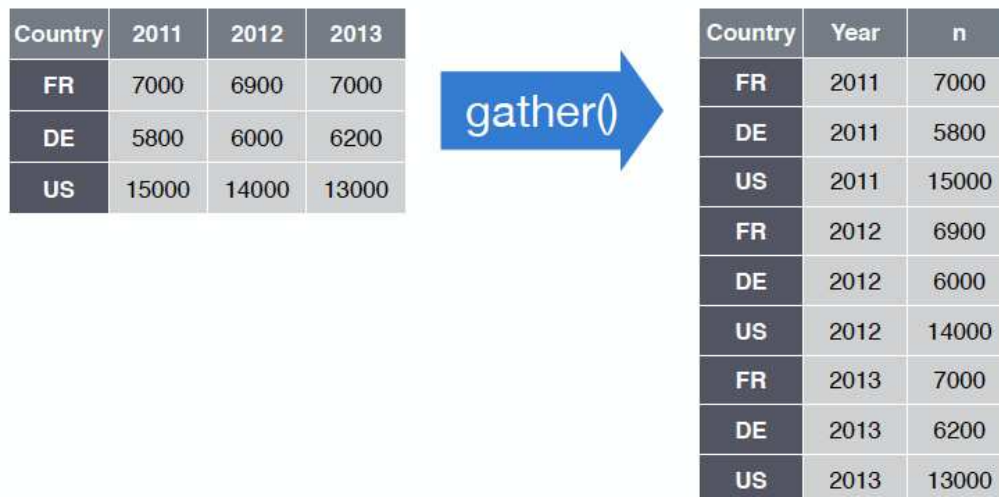 Country 2011 2012 2013
FR 7000 6900 7000
DE 5800 6000 6200
US 15000 14000 13000
gather()
Country Year n
FR 2011 7000
DE 2011 5800
US 2011 15000
FR 2012 6900
DE 2012 6000
US 2012 14000
FR 2013 7000
DE 2013 6200
US 2013 13000